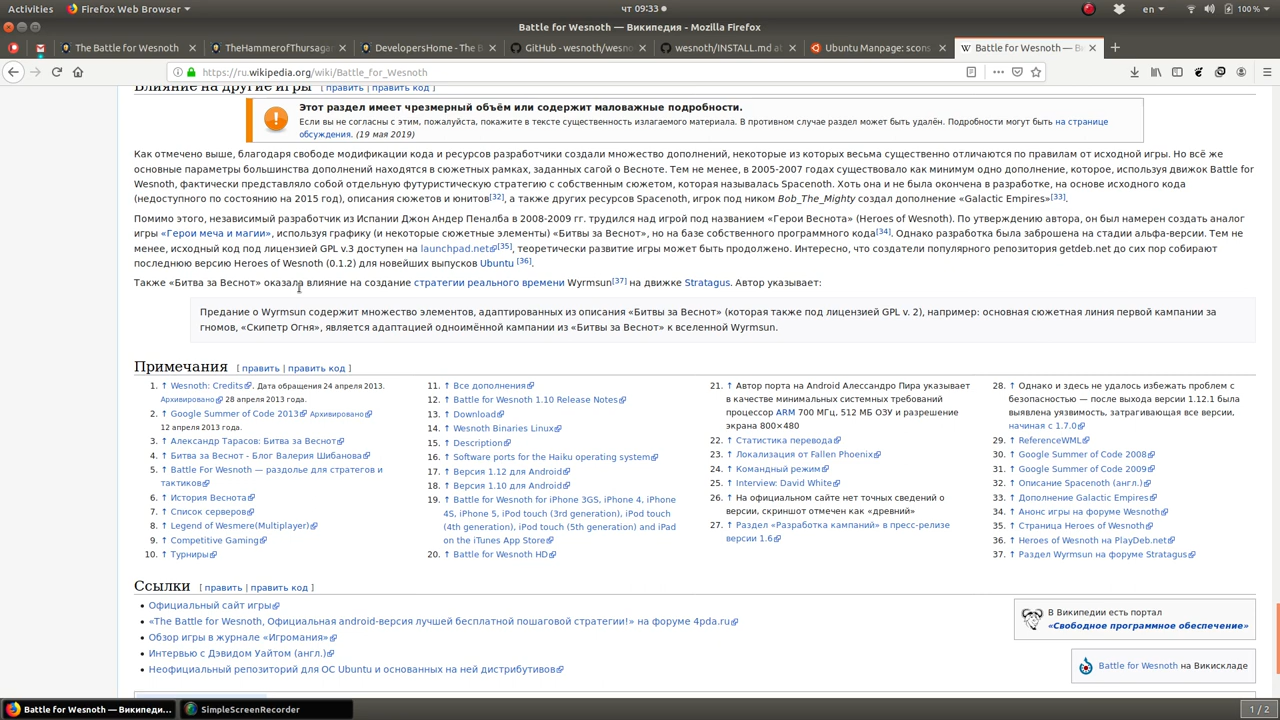 Activities
Firefox Web Browser
чт 09:33
en
100 %
Battle for Wesnoth — Википедия - Mozilla Firefox
The Battle for Wesnoth
TheHammerofThursagan
DevelopersHome - The B
GitHub - wesnoth/wesno
wesnoth/INSTALL.md at
Ubuntu Manpage: scons
Battle for Wesnoth — В
https://ru.wikipedia.org/wiki/Battle_for_Wesnoth
Влияние на другие игры [ править | править код ]
Этот раздел имеет чрезмерный объём или содержит маловажные подробности.
Если вы не согласны с этим, пожалуйста, покажите в тексте существенность излагаемого материала. В противном случае раздел может быть удалён. Подробности могут быть на странице
обсуждения. (19 мая 2019)
Как отмечено выше, благодаря свободе модификации кода и ресурсов разработчики создали множество дополнений, некоторые из которых весьма существенно отличаются по правилам от исходной игры. Но всё же
основные параметры большинства дополнений находятся в сюжетных рамках, заданных сагой о Весноте. Тем не менее, в 2005-2007 годах существовало как минимум одно дополнение, которое, используя движок Battle for
Wesnoth, фактически представляло собой отдельную футуристическую стратегию с собственным сюжетом, которая называлась Spacenoth. Хоть она и не была окончена в разработке, на основе исходного кода
(недоступного по состоянию на 2015 год), описания сюжетов и юнитов[32], а также других ресурсов Spacenoth, игрок под ником Bob_The_Mighty создал дополнение «Galactic Empires»[33].
Помимо этого, независимый разработчик из Испании Джон Андер Пеналба в 2008-2009 гг. трудился над игрой под названием «Герои Веснота» (Heroes of Wesnoth). По утверждению автора, он был намерен создать аналог
игры «Герои меча и магии», используя графику (и некоторые сюжетные элементы) «Битвы за Веснот», но на базе собственного программного кода[34]. Однако разработка была заброшена на стадии альфа-версии. Тем не
менее, исходный код под лицензией GPL v.3 доступен на launchpad.net[35], теоретически развитие игры может быть продолжено. Интересно, что создатели популярного репозитория getdeb.net до сих пор собирают
последнюю версию Heroes of Wesnoth (0.1.2) для новейших выпусков Ubuntu [36].
Также «Битва за Веснот» оказала влияние на создание стратегии реального времени Wyrmsun[37] на движке Stratagus. Автор указывает:
Предание о Wyrmsun содержит множество элементов, адаптированных из описания «Битвы за Веснот» (которая также под лицензией GPL v. 2), например: основная сюжетная линия первой кампании за
гномов, «Скипетр Огня», является адаптацией одноимённой кампании из «Битвы за Веснот» к вселенной Wyrmsun.
Примечания [ править | править код ]
1. ↑ Wesnoth: Credits. Дата обращения 24 апреля 2013.
Архивировано 28 апреля 2013 года.
2. ↑ Google Summer of Code 2013 Архивировано
12 апреля 2013 года.
3. ↑ Александр Тарасов: Битва за Веснот
4. ↑ Битва за Веснот - Блог Валерия Шибанова
5. ↑ Battle For Wesnoth — раздолье для стратегов и
тактиков
6. ↑ История Веснота
7. ↑ Список серверов
8. ↑ Legend of Wesmere(Multiplayer)
9. ↑ Competitive Gaming
10. ↑ Турниры
11. ↑ Все дополнения
12. ↑ Battle for Wesnoth 1.10 Release Notes
13. ↑ Download
14. ↑ Wesnoth Binaries Linux
15. ↑ Description
16. ↑ Software ports for the Haiku operating system
17. ↑ Версия 1.12 для Android
18. ↑ Версия 1.10 для Android
19. ↑ Battle for Wesnoth for iPhone 3GS, iPhone 4, iPhone
4S, iPhone 5, iPod touch (3rd generation), iPod touch
(4th generation), iPod touch (5th generation) and iPad
on the iTunes App Store
20. ↑ Battle for Wesnoth HD
21. ↑ Автор порта на Android Алессандро Пира указывает
в качестве минимальных системных требований
процессор ARM 700 МГц, 512 МБ ОЗУ и разрешение
экрана 800×480
22. ↑ Статистика перевода
23. ↑ Локализация от Fallen Phoenix
24. ↑ Командный режим
25. ↑ Interview: David White
26. ↑ На официальном сайте нет точных сведений о
версии, скриншот отмечен как «древний»
27. ↑ Раздел «Разработка кампаний» в пресс-релизе
версии 1.6
28. ↑ Однако и здесь не удалось избежать проблем с
безопасностью — после выхода версии 1.12.1 была
выявлена уязвимость, затрагивающая все версии,
начиная с 1.7.0
29. ↑ ReferenceWML
30. ↑ Google Summer of Code 2008
31. ↑ Google Summer of Code 2009
32. ↑ Описание Spacenoth (англ.)
33. ↑ Дополнение Galactic Empires
34. ↑ Анонс игры на форуме Wesnoth
35. ↑ Страница Heroes of Wesnoth
36. ↑ Heroes of Wesnoth на PlayDeb.net
37. ↑ Раздел Wyrmsun на форуме Stratagus
Ссылки [ править | править код ]
Официальный сайт игры
«The Battle for Wesnoth, Официальная android-версия лучшей бесплатной пошаговой стратегии!» на форуме 4pda.ru
Обзор игры в журнале «Игромания»
Интервью с Дэвидом Уайтом (англ.)
Неофициальный репозиторий для ОС Ubuntu и основанных на ней дистрибутивов
В Википедии есть портал
«Свободное программное обеспечение»
Battle for Wesnoth на Викискладе
Battle for Wesnoth — Википеди...
SimpleScreenRecorder
1 / 2